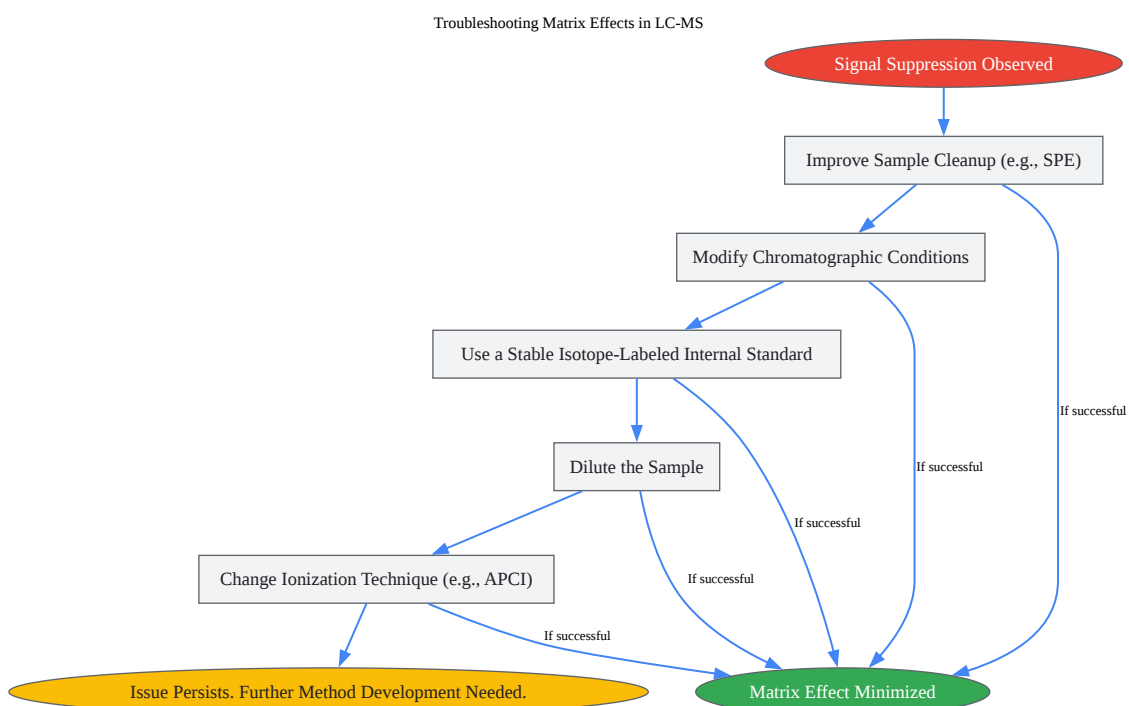 Troubleshooting Matrix Effects in LC-MS
Signal Suppression Observed
Improve Sample Cleanup (e.g., SPE)
Modify Chromatographic Conditions
Use a Stable Isotope-Labeled Internal Standard
If successful
Dilute the Sample
If successful
If successful
Change Ionization Technique (e.g., APCI)
If successful
If successful
Issue Persists. Further Method Development Needed.
Matrix Effect Minimized